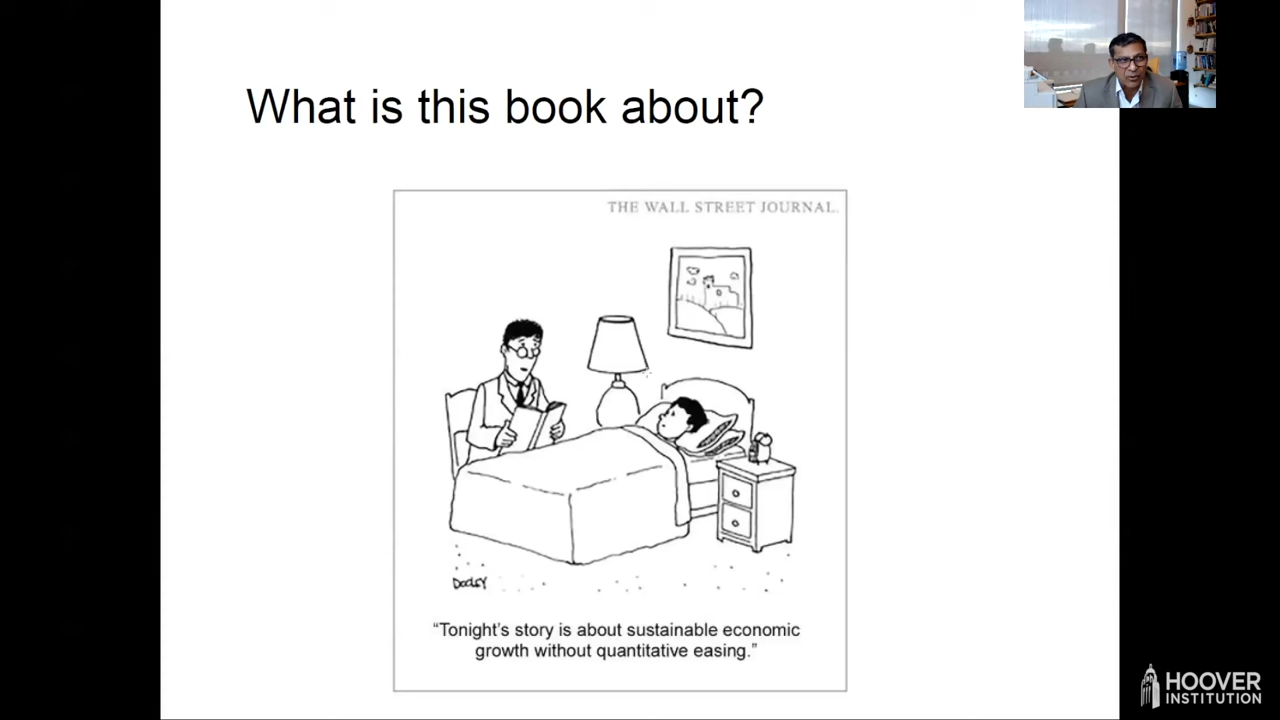 What is this book about?
THE WALL STREET JOURNAL.
DOOLEY
“Tonight’s story is about sustainable economic
growth without quantitative easing.”
HOOVER
INSTITUTION